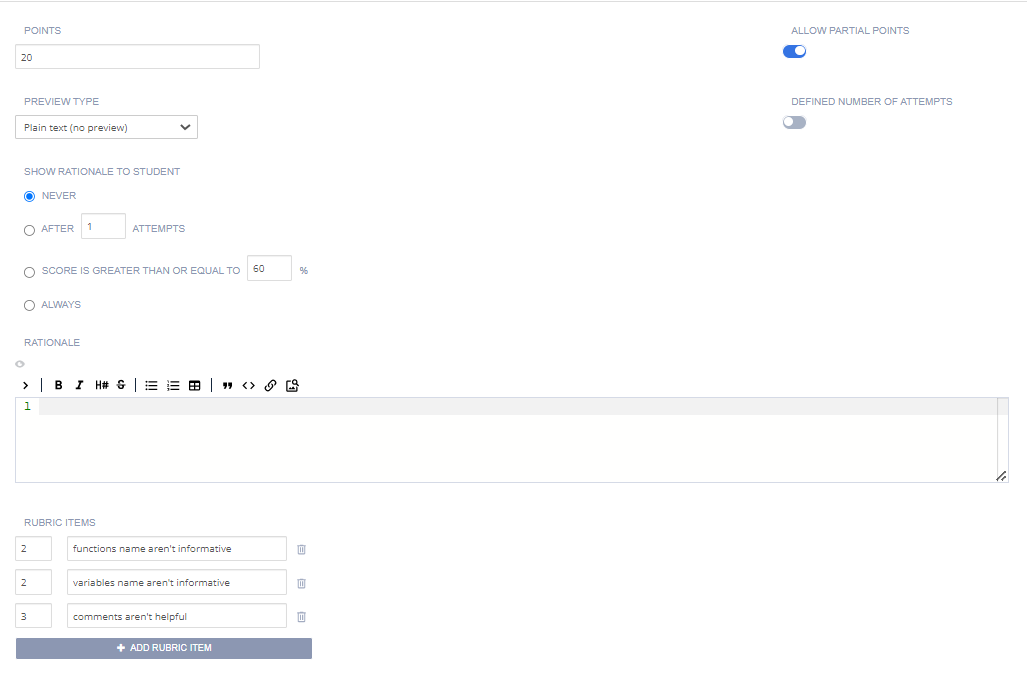 POINTS
ALLOW PARTIAL POINTS
20
PREVIEW TYPE
DEFINED NUMBER OF ATTEMPTS
Plain text (no preview)
SHOW RATIONALE TO STUDENT
NEVER
AFTER 1 ATTEMPTS
SCORE IS GREATER THAN OR EQUAL TO 60 %
ALWAYS
RATIONALE
B I H# S
1
RUBRIC ITEMS
2 functions name aren't informative
2 variables name aren't informative
3 comments aren't helpful
+ ADD RUBRIC ITEM